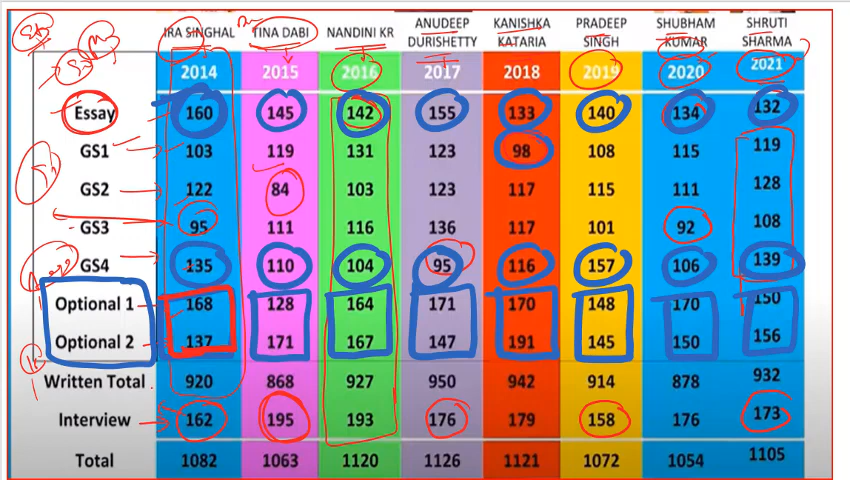 IRA SINGHAL TINA DABI NANDINI KR ANUDEEP DURISHETTY KANISHKA KATARIA PRADEEP SINGH SHUBHAM KUMAR SHRUTI SHARMA
2014 2015 2016 2017 2018 2019 2020 2021
Essay 160 145 142 155 133 140 134 132
GS1 103 119 131 123 98 108 115 119
GS2 122 84 103 123 117 115 111 128
GS3 95 111 116 136 117 101 92 108
GS4 135 110 104 95 116 157 106 139
Optional 1 168 128 164 171 170 148 170 150
Optional 2 137 171 167 147 191 145 150 156
Written Total 920 868 927 950 942 914 878 932
Interview 162 195 193 176 179 158 176 173
Total 1082 1063 1120 1126 1121 1072 1054 1105